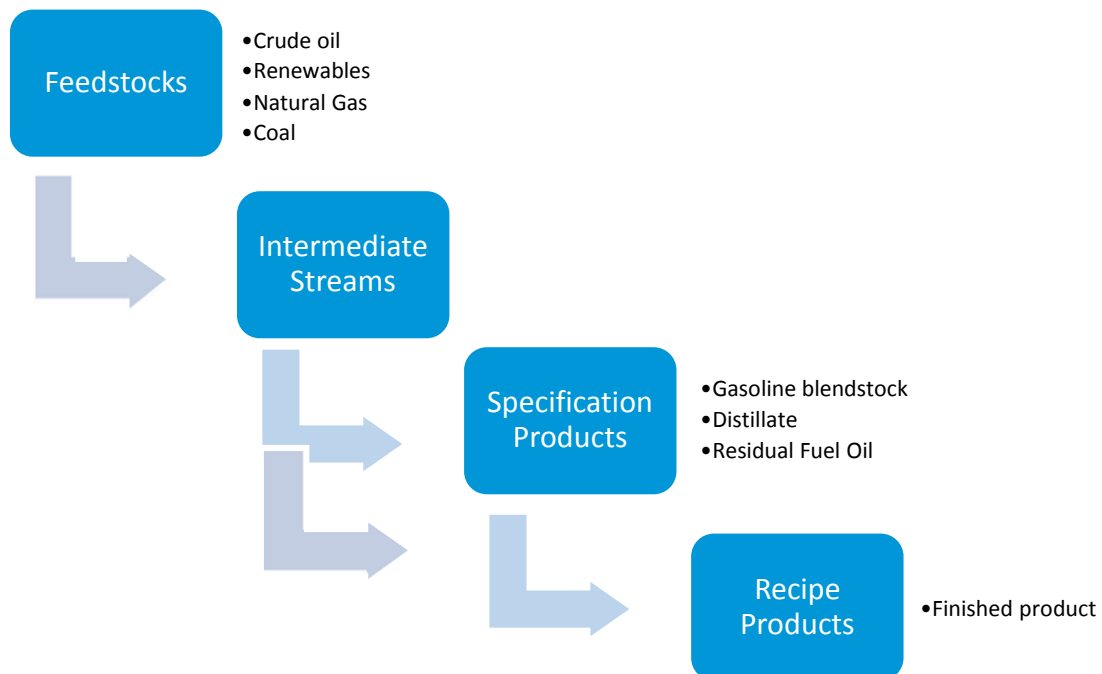 Feedstocks
•Crude oil
•Renewables
•Natural Gas
•Coal
Intermediate
Streams
Specification
Products
•Gasoline blendstock
•Distillate
•Residual Fuel Oil
Recipe
Products
•Finished product